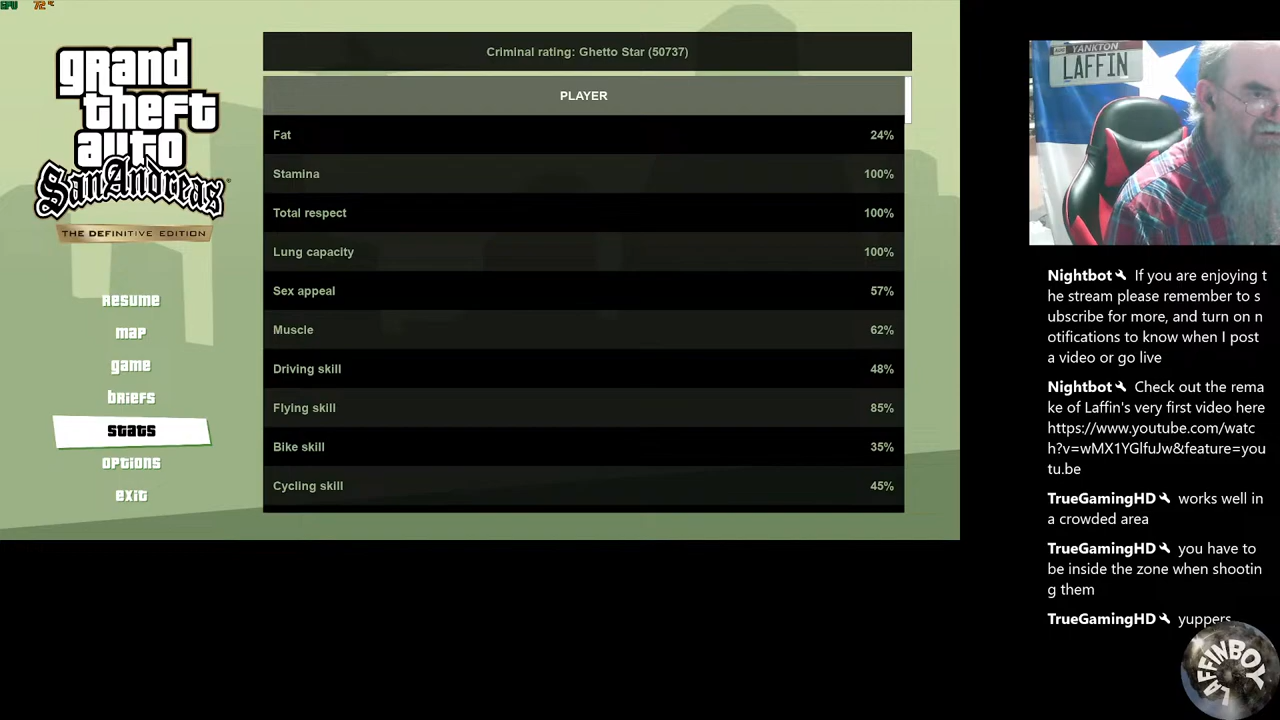 GPU 72 °C
grand
theft
auto
San Andreas
THE DEFINITIVE EDITION
Resume
map
game
Briefs
Stats
Options
Exit
Criminal rating: Ghetto Star (50737)
PLAYER
Fat 24%
Stamina 100%
Total respect 100%
Lung capacity 100%
Sex appeal 57%
Muscle 62%
Driving skill 48%
Flying skill 85%
Bike skill 35%
Cycling skill 45%
YANKTON
LAFFIN
Nightbot If you are enjoying t
he stream please remember to s
ubscribe for more, and turn on n
otifications to know when I post
a video or go live
Nightbot Check out the rema
ke of Laffin's very first video here
https://www.youtube.com/watc
h?v=wMX1YGlfuJw&feature=you
tu.be
TrueGamingHD works well in
a crowded area
TrueGamingHD you have to
be inside the zone when shootin
g them
TrueGamingHD yuppers
LAFFINBOY